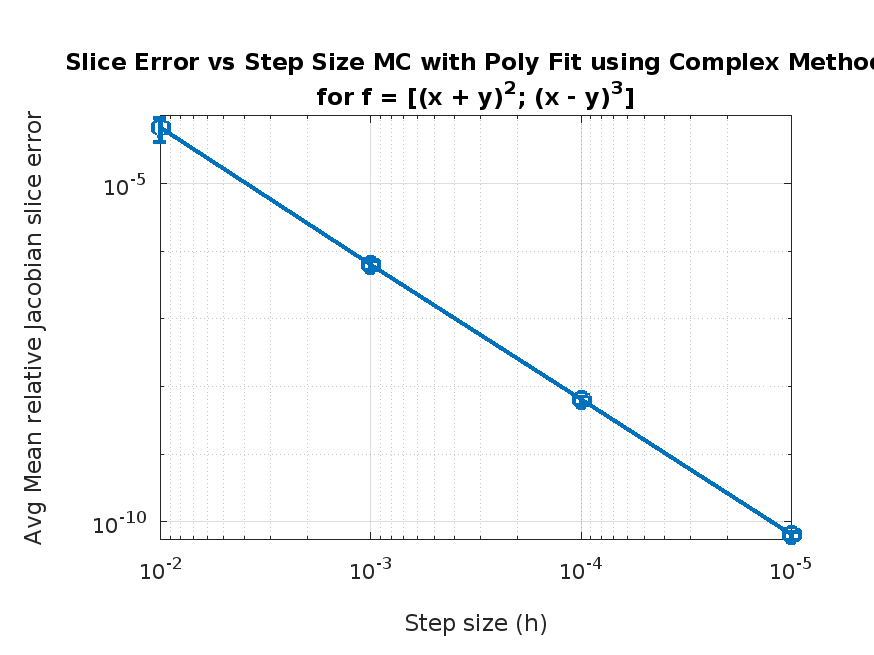 Slice Error vs Step Size MC with Poly Fit using Complex Metho
for f = [(x + y)²; (x - y)³]
Avg Mean relative Jacobian slice error
10⁻⁵
10⁻¹⁰
10⁻² 10⁻³ 10⁻⁴ 10⁻⁵
Step size (h)